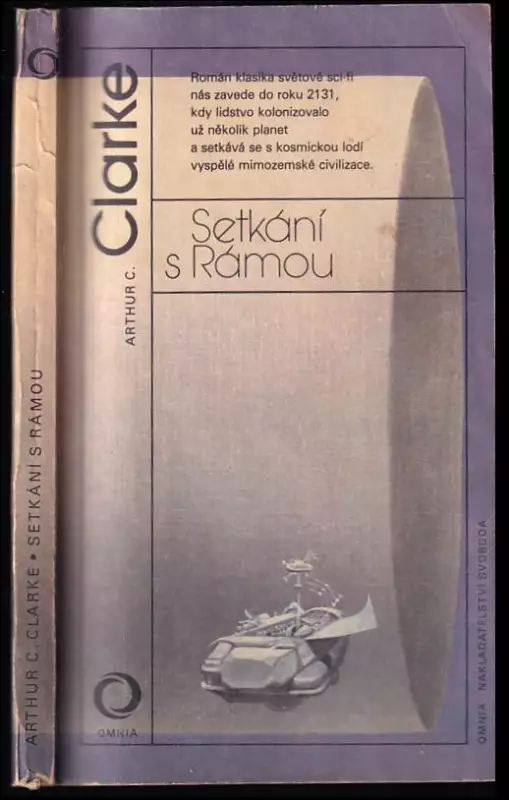 Román klasika světové sci-fi
nás zavede do roku 2131,
kdy lidstvo kolonizovalo
už několik planet
a setkává se s kosmickou lodí
vyspělé mimozemské civilizace.
ARTHUR C. Clarke
Setkání
s Rámou
OMNIA
OMNIA NAKLADATELSTVÍ SVOBODA
ARTHUR C. CLARKE • SETKÁNÍ S RÁMOU